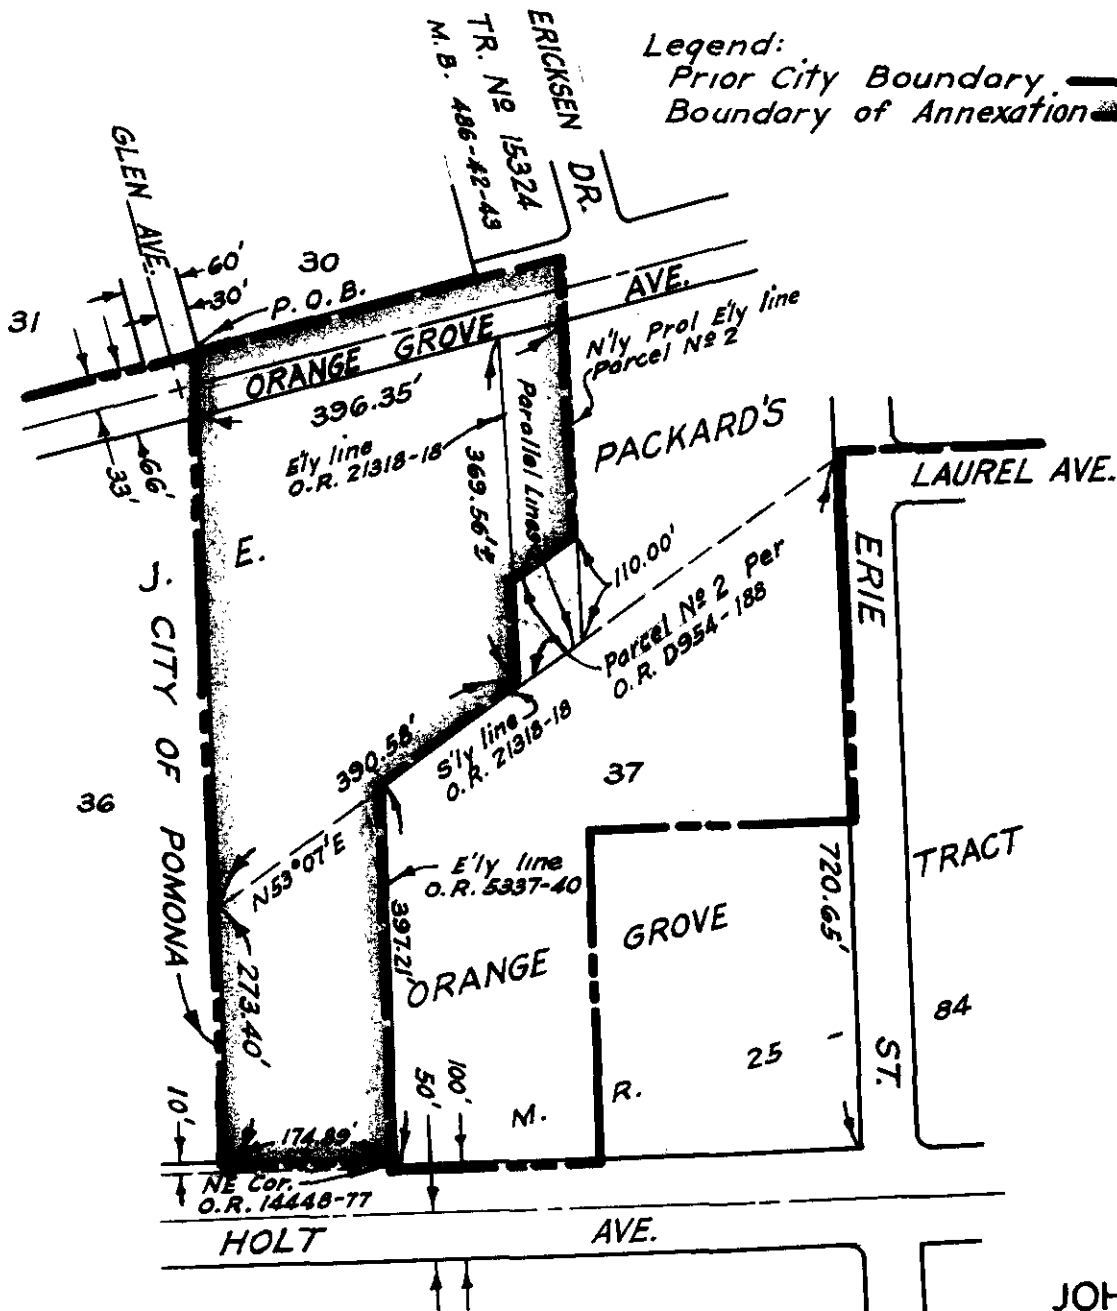 Legend:
Prior City Boundary
Boundary of Annexation
ERICKSEN DR.
TR. Nº 15324
M.B. 486-42-43
GLEN AVE.
60'
30'
30
P.O.B.
31
ORANGE GROVE AVE.
396.35'
N'ly Prol E'ly line
Parcel Nº 2
E'ly line
O.R. 21318-18
369.56'±
Parallel Lines
PACKARD'S
LAUREL AVE.
33'
66'
E.
110.00'
ERIE ST.
CITY OF POMONA
Parcel Nº 2 Per
O.R. D954-188
390.58'
S'ly line
O.R. 21318-18
37
36
N53°07'E
E'ly line
O.R. 5337-40
397.21'
720.65'
TRACT
273.40'
ORANGE GROVE
84
25
10'
50'
100'
M. R.
174.89'
NE Cor.
O.R. 14448-77
HOLT AVE.
JOH